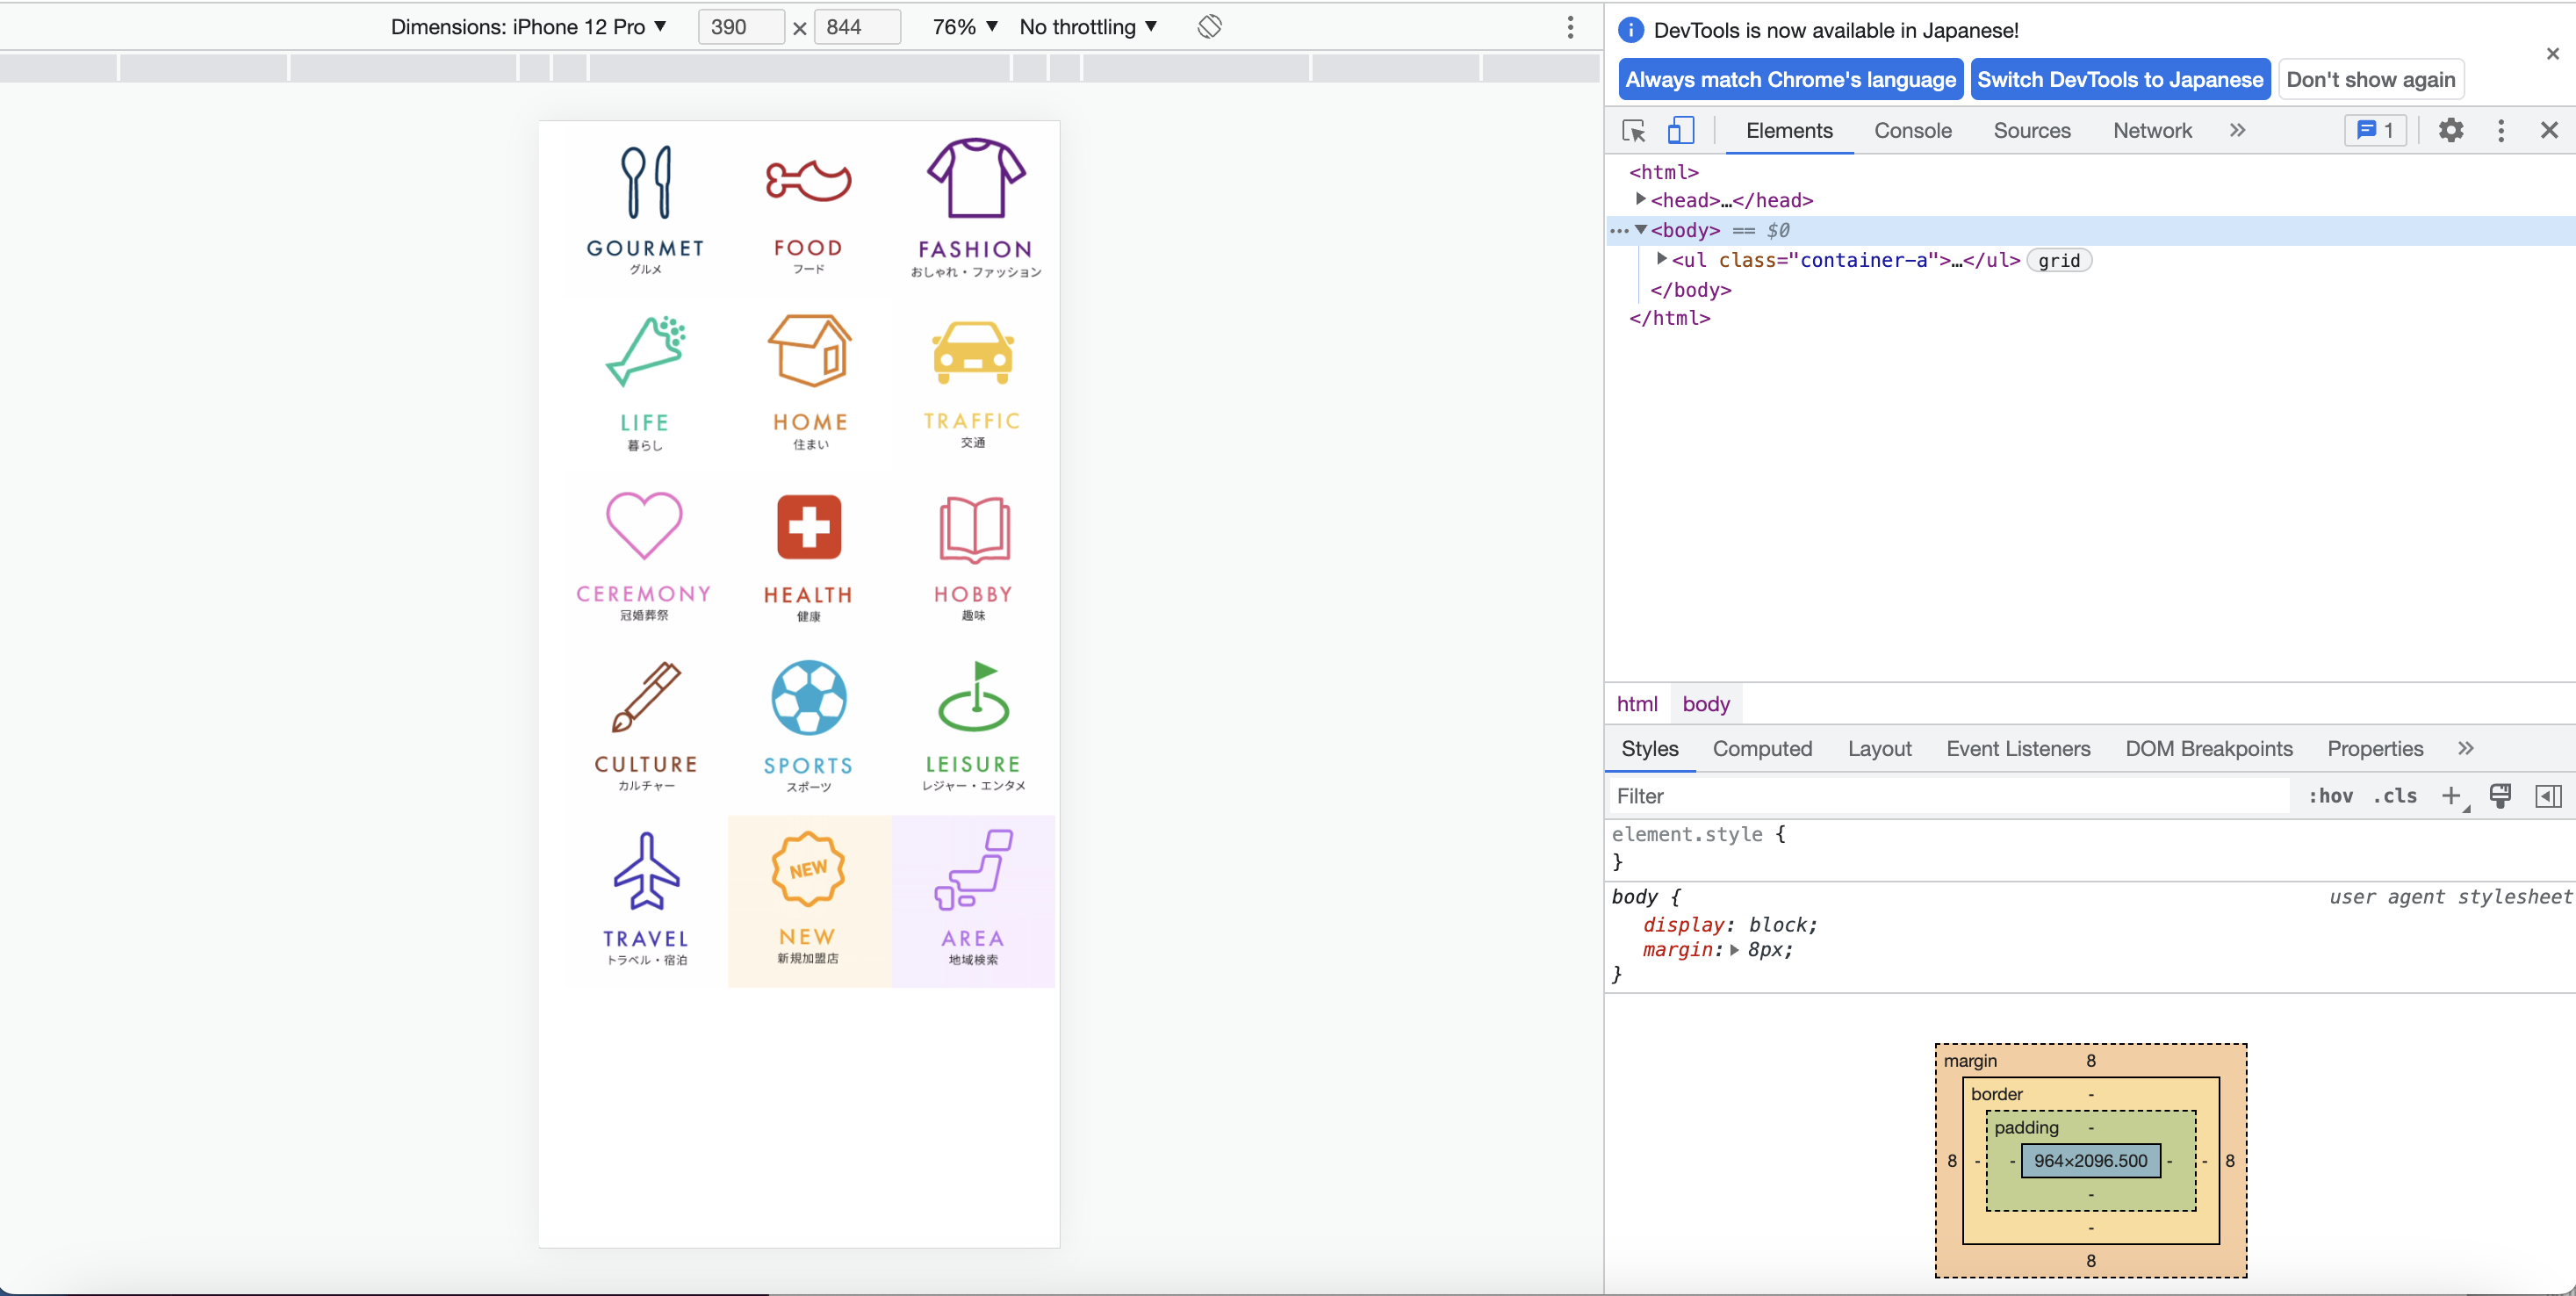 Dimensions: iPhone 12 Pro ▼ 390 × 844 76% ▼ No throttling ▼
GOURMET
グルメ
FOOD
フード
FASHION
おしゃれ・ファッション
LIFE
暮らし
HOME
住まい
TRAFFIC
交通
CEREMONY
冠婚葬祭
HEALTH
健康
HOBBY
趣味
CULTURE
カルチャー
SPORTS
スポーツ
LEISURE
レジャー・エンタメ
TRAVEL
トラベル・宿泊
NEW
NEW
新規加盟店
AREA
地域検索
DevTools is now available in Japanese!
Always match Chrome's language Switch DevTools to Japanese Don't show again
Elements Console Sources Network » 1
<html>
<head>…</head>
<body> == $0
<ul class="container-a">…</ul> grid
</body>
</html>
html body
Styles Computed Layout Event Listeners DOM Breakpoints Properties »
Filter :hov .cls +
element.style {
}
body { user agent stylesheet
display: block;
margin: 8px;
}
margin 8
border -
padding -
8 - - 964×2096.500 - - 8
-
-
8